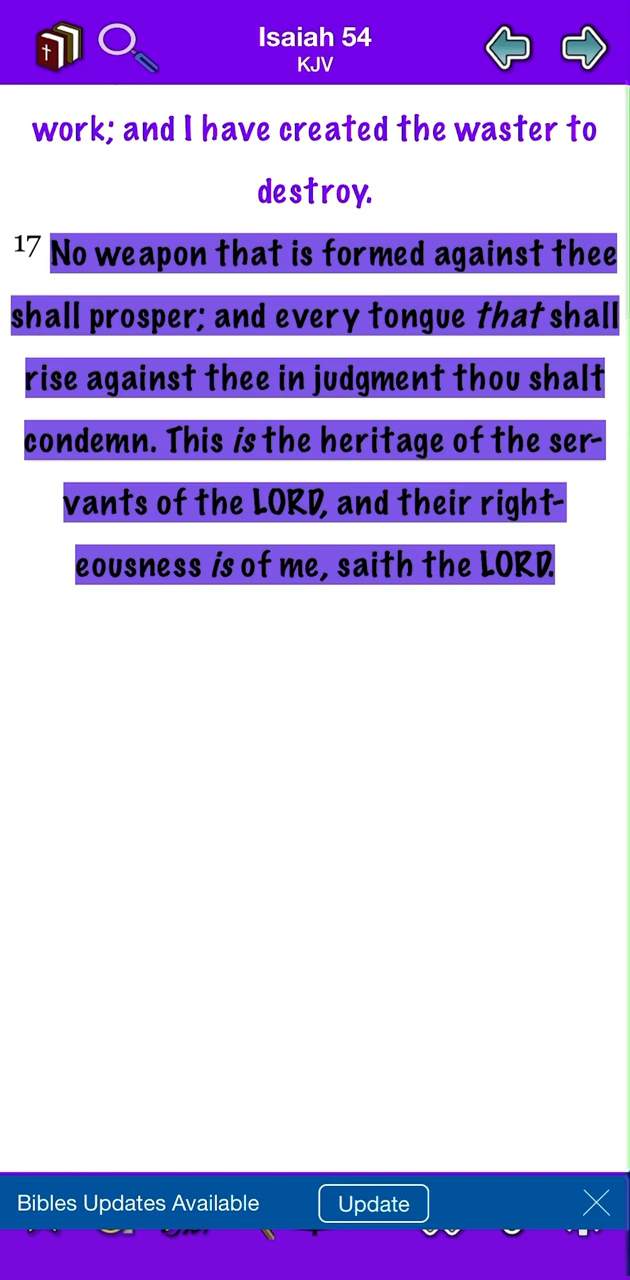 Isaiah 54
KJV
work; and I have created the waster to
destroy.
17 No weapon that is formed against thee
shall prosper; and every tongue that shall
rise against thee in judgment thou shalt
condemn. This is the heritage of the ser-
vants of the LORD, and their right-
eousness is of me, saith the LORD.
Bibles Updates Available
Update